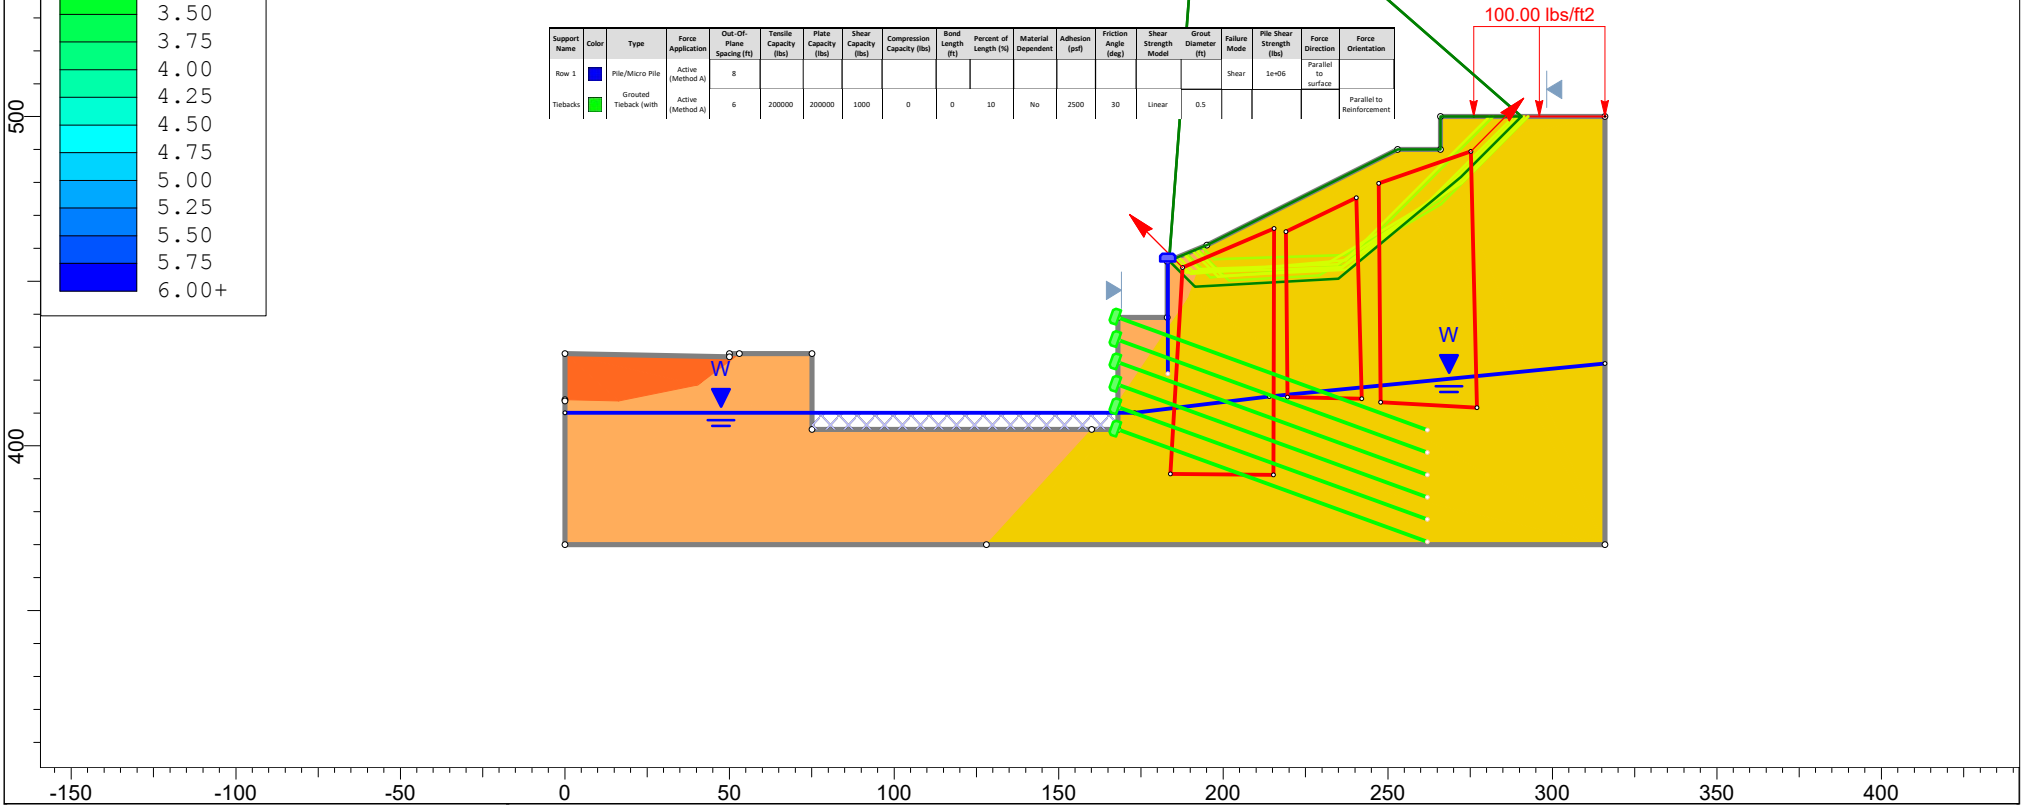 3.50
3.75
4.00
4.25
4.50
4.75
5.00
5.25
5.50
5.75
6.00+
100.00 lbs/ft2
Support Name Color Type Force Application Out-Of-Plane Spacing (ft) Tensile Capacity (lbs) Plate Capacity (lbs) Shear Capacity (lbs) Compression Capacity (lbs) Bond Length (ft) Percent of Length (%) Material Dependent Adhesion (psf) Friction Angle (deg) Shear Strength Model Grout Diameter (ft) Failure Mode Pile Shear Strength (lbs) Force Direction Force Orientation
Row 1 Pile/Micro Pile Active (Method A) 8 Shear 1e+06 Parallel to surface
Tiebacks Grouted Tieback (with Active (Method A) 6 200000 200000 1000 0 0 10 No 2500 30 Linear 0.5 Parallel to Reinforcement
500
400
W
W
-150 -100 -50 0 50 100 150 200 250 300 350 400